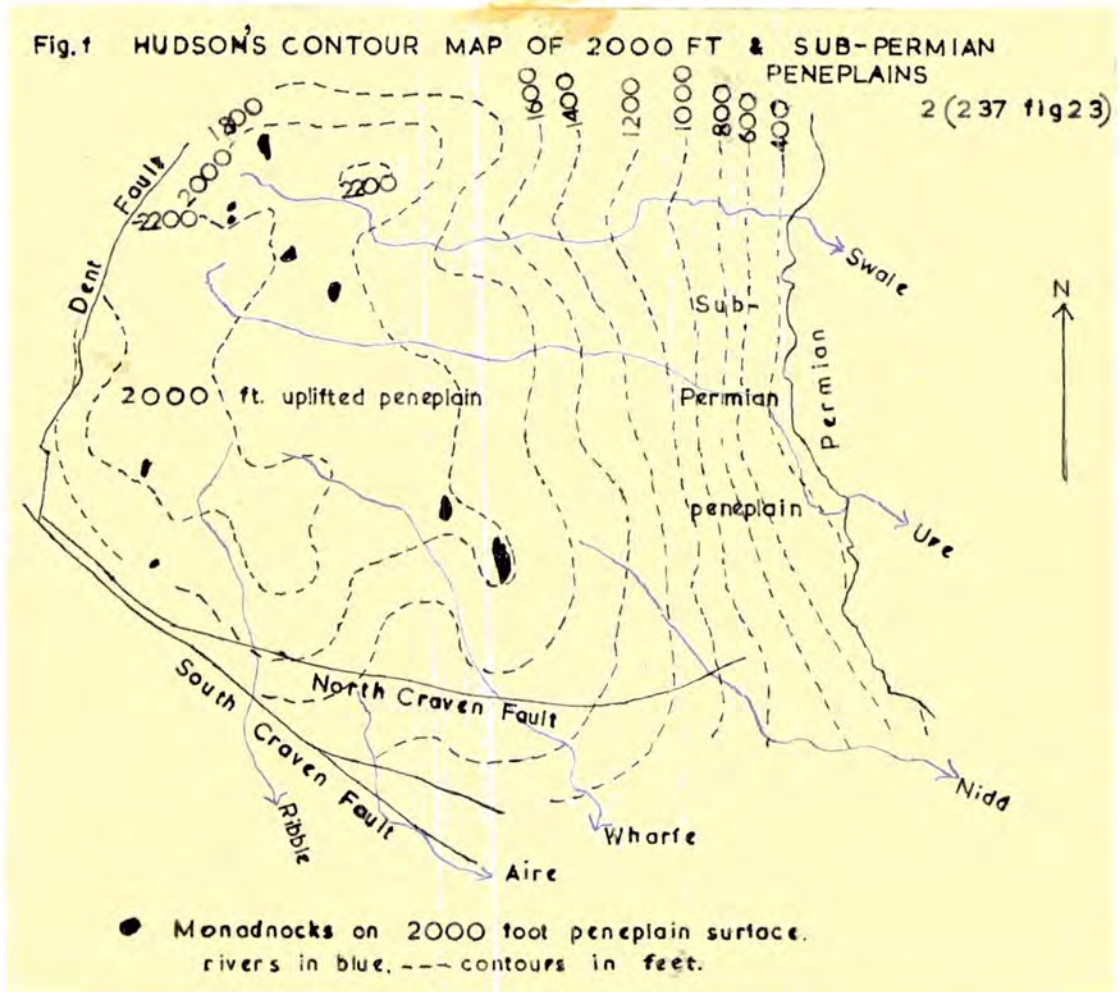 Fig.1 HUDSON'S CONTOUR MAP OF 2000 FT & SUB-PERMIAN
PENEPLAINS
2 (237 fig 23)
1800
2000
2200
2200
1600
1400
1200
1000
800
600
400
Dent Fault
Swale
N
Sub-
Permian
peneplain
Permian
2000 ft. uplifted peneplain
Ure
North Craven Fault
South Craven Fault
Ribble
Aire
Wharfe
Nidd
Monadnocks on 2000 foot peneplain surface.
rivers in blue, --- contours in feet.